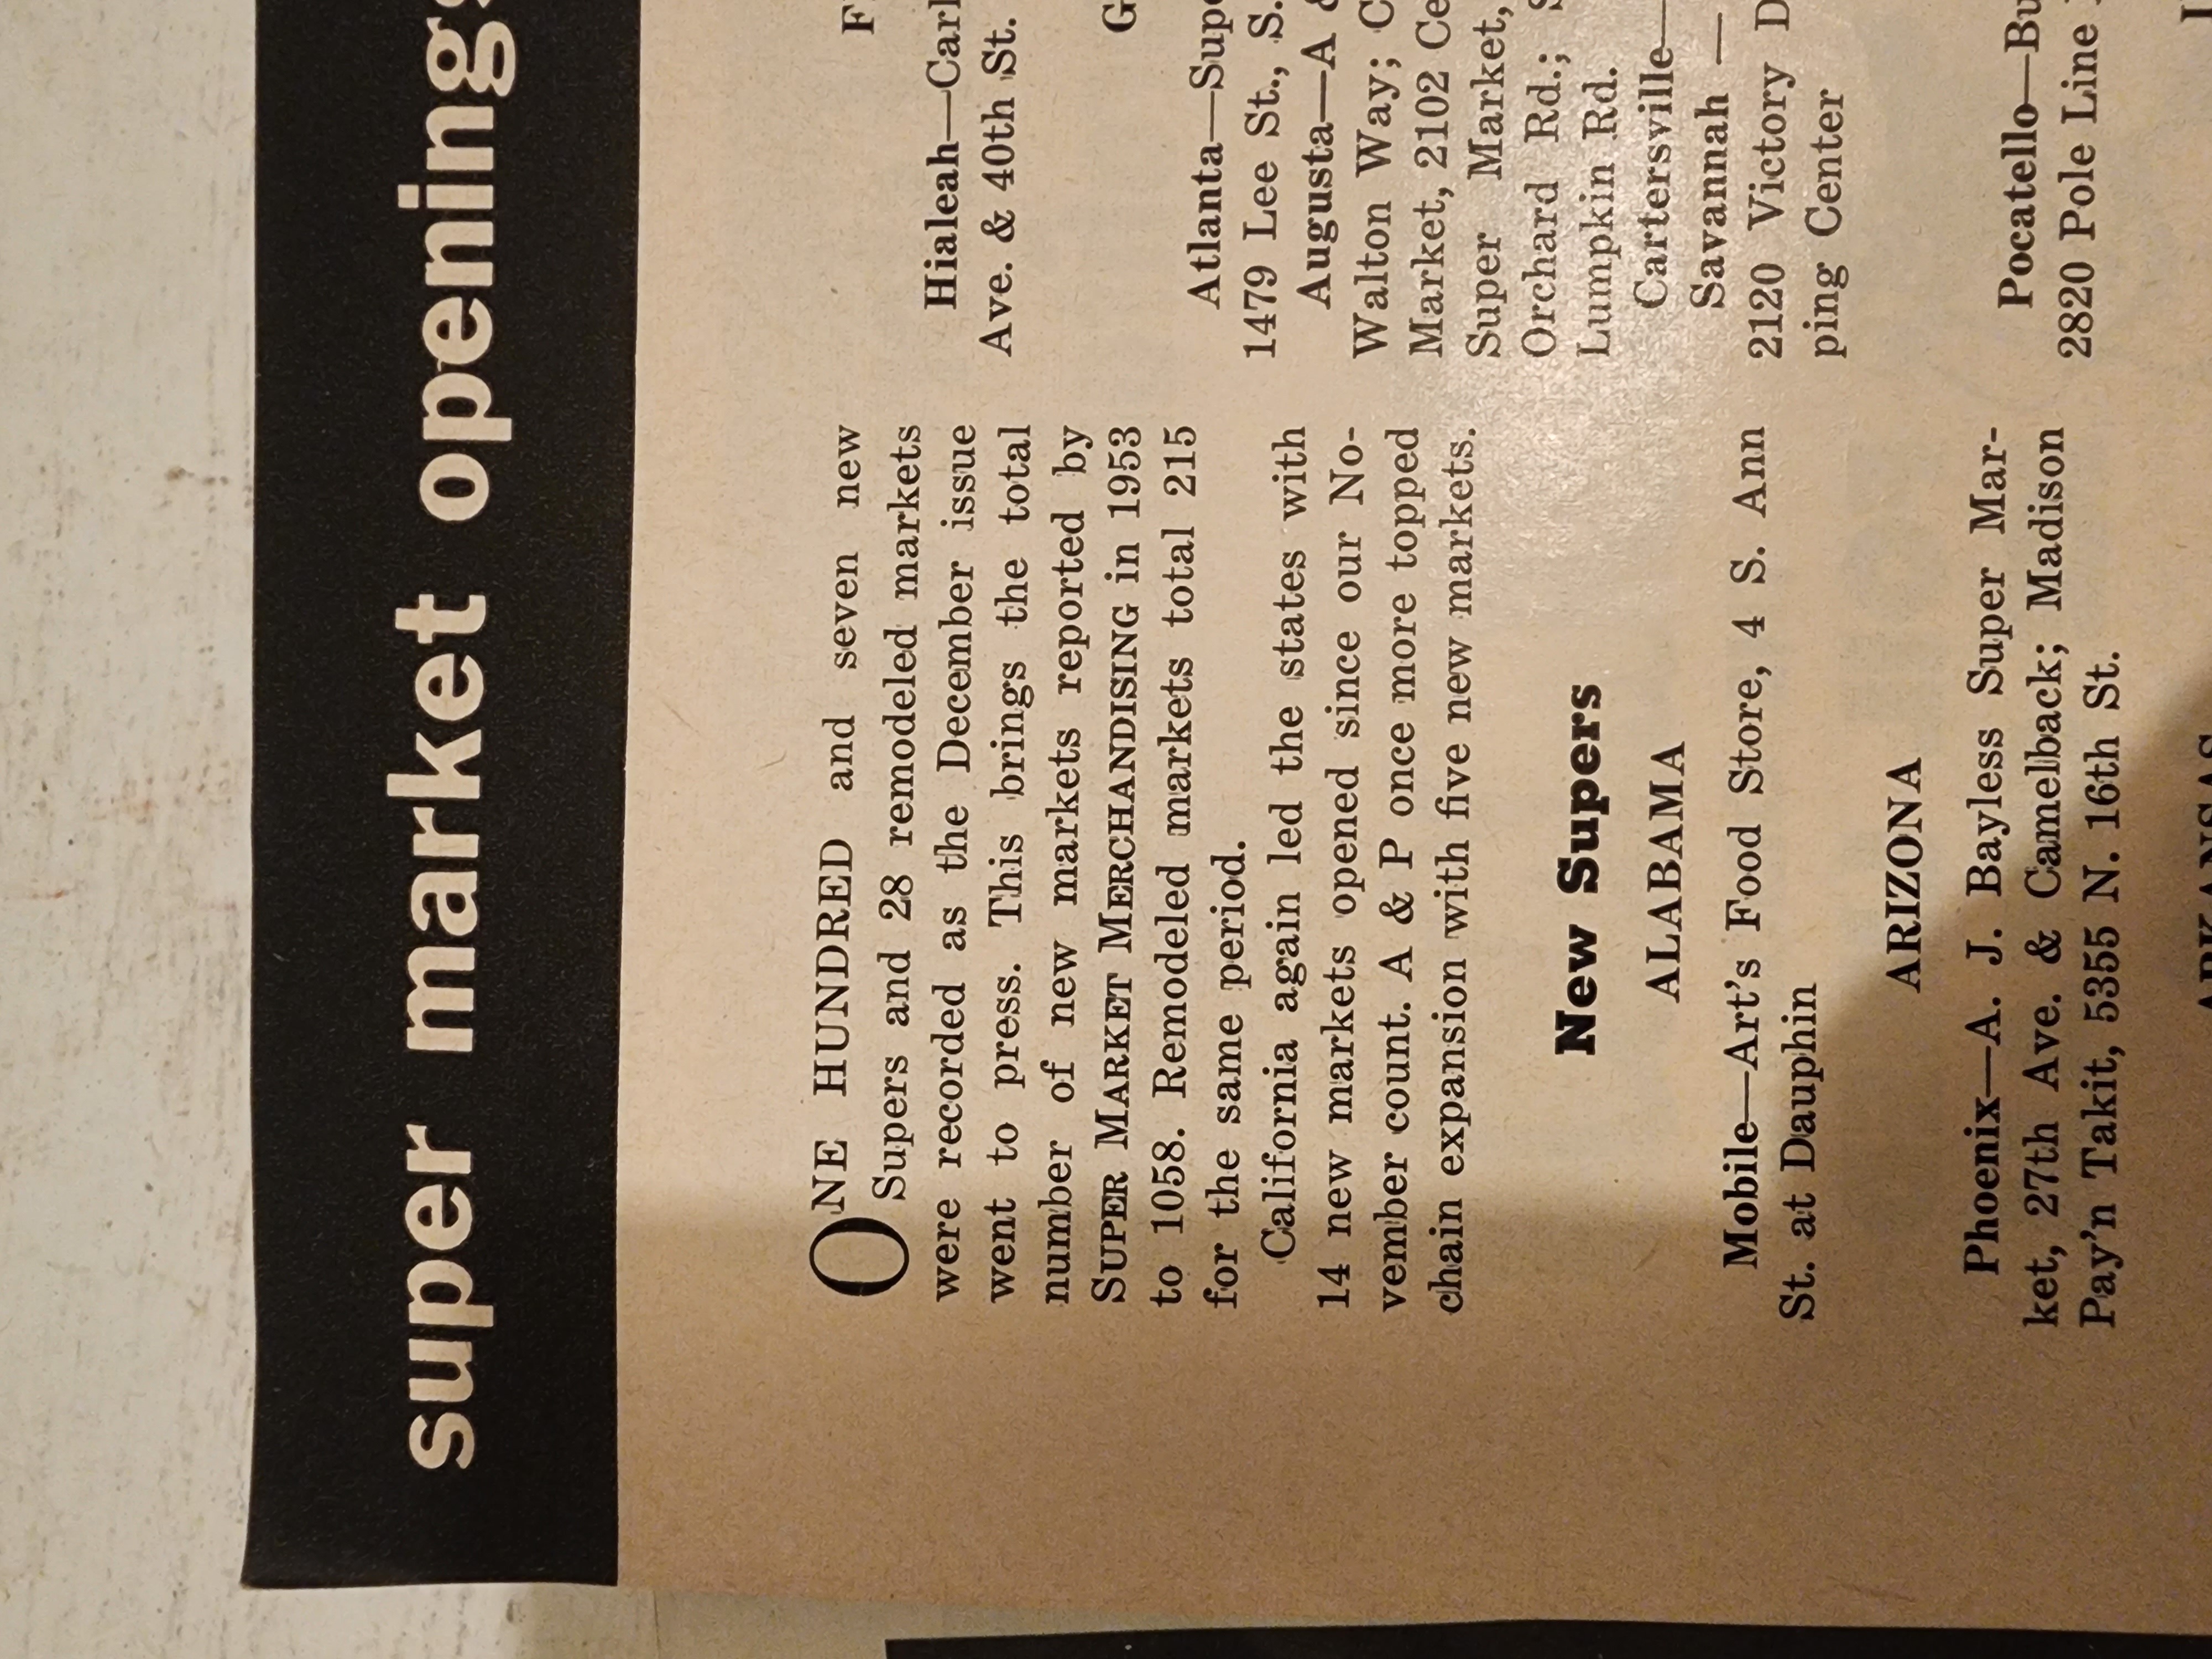 super market openings
ONE HUNDRED and seven new
Supers and 28 remodeled markets
were recorded as the December issue
went to press. This brings the total
number of new markets reported by
SUPER MARKET MERCHANDISING in 1953
to 1058. Remodeled markets total 215
for the same period.
California again led the states with
14 new markets opened since our No-
vember count. A & P once more topped
chain expansion with five new markets.
New Supers
ALABAMA
Mobile—Art's Food Store, 4 S. Ann
St. at Dauphin
ARIZONA
Phoenix—A. J. Bayless Super Mar-
ket, 27th Ave. & Camelback; Madison
Pay'n Takit, 5355 N. 16th St.
ARKANSAS
Hialeah—Carl
Ave. & 40th St.
Atlanta—Supe
1479 Lee St., S.
Augusta—A &
Walton Way; C
Market, 2102 Ce
Super Market,
Orchard Rd.; S
Lumpkin Rd.
Cartersville—
Savannah —
2120 Victory D
ping Center
Pocatello—Bu
2820 Pole Line